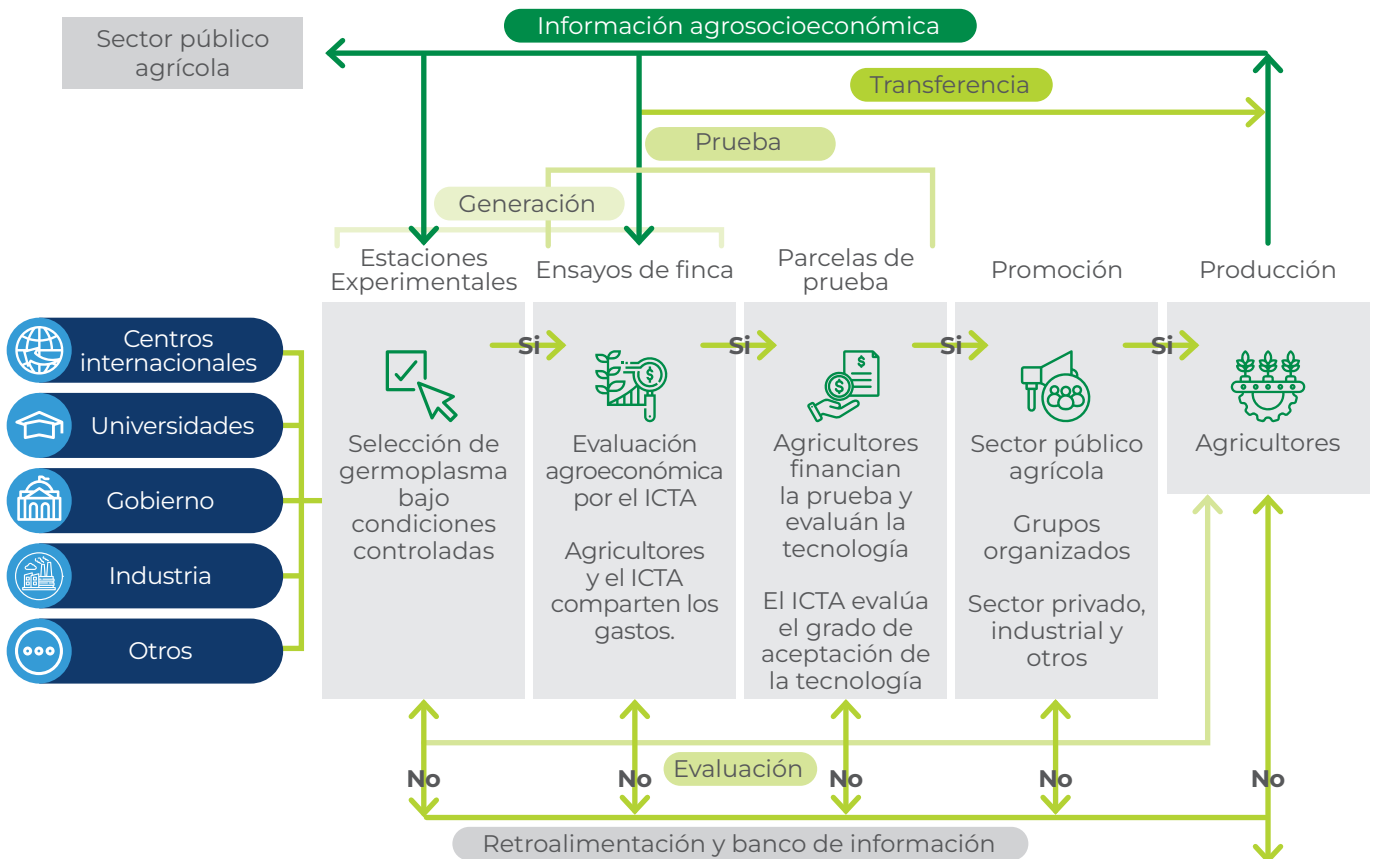 Información agrosocioeconómica
Sector público
agrícola
Transferencia
Prueba
Generación
Estaciones
Experimentales
Ensayos de finca
Parcelas de
prueba
Promoción
Producción
Centros
internacionales
Universidades
Gobierno
Industria
Otros
Si
Si
Si
Si
Selección de
germoplasma
bajo
condiciones
controladas
Evaluación
agroeconómica
por el ICTA
Agricultores
y el ICTA
comparten los
gastos.
Agricultores
financian
la prueba y
evaluán la
tecnología
El ICTA evalúa
el grado de
aceptación de
la tecnología
Sector público
agrícola
Grupos
organizados
Sector privado,
industrial y
otros
Agricultores
Evaluación
No
No
No
No
No
Retroalimentación y banco de información